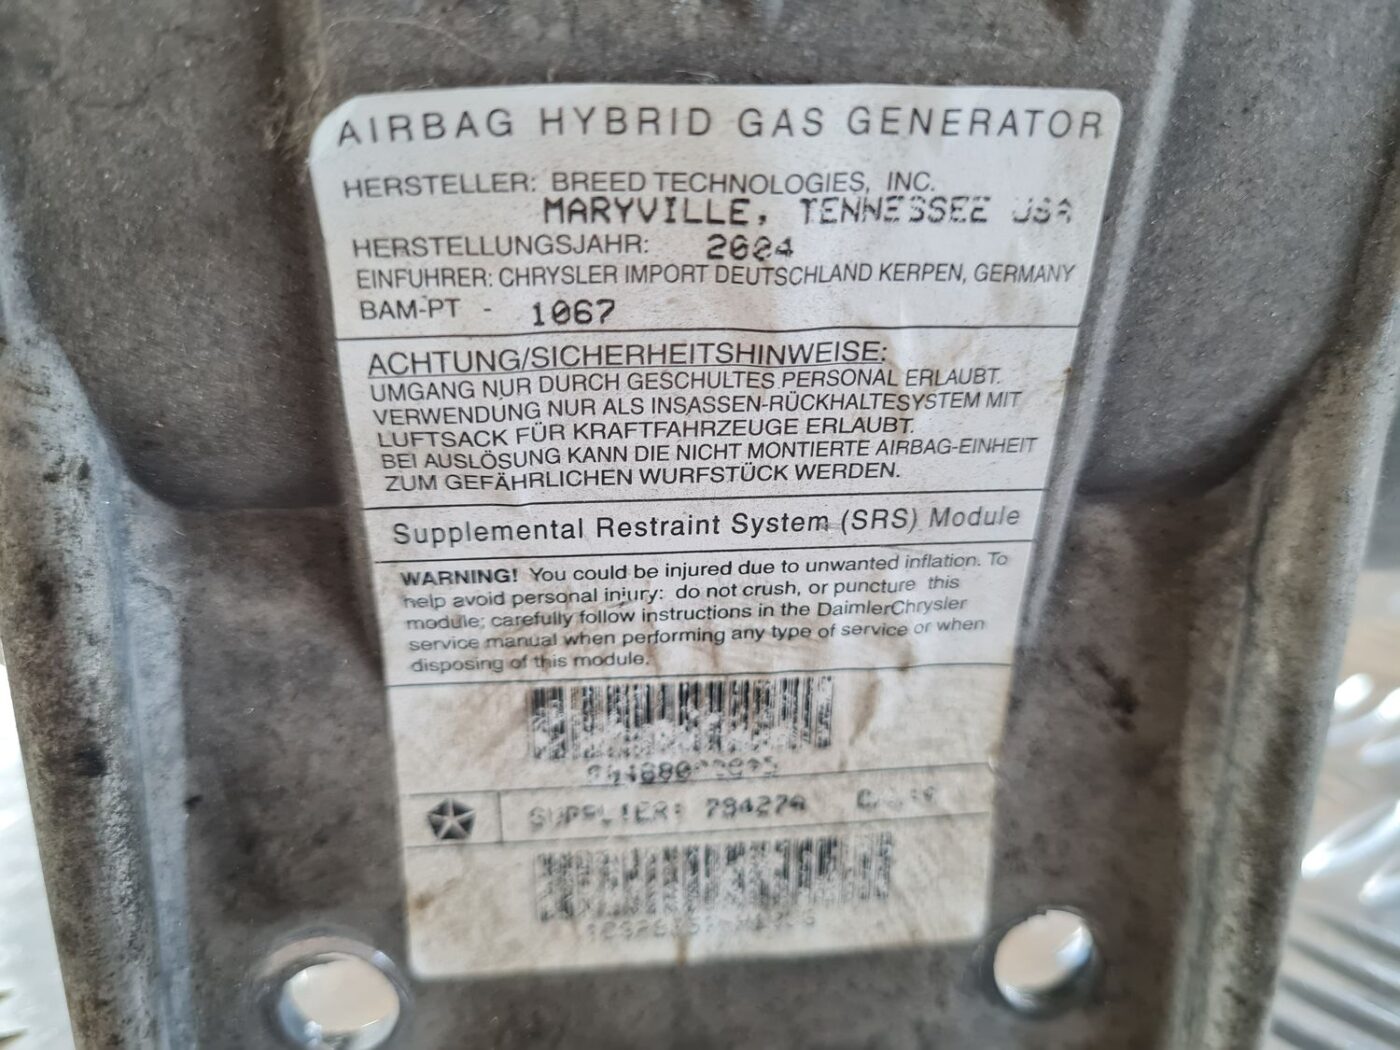 AIRBAG HYBRID GAS GENERATOR
HERSTELLER: BREED TECHNOLOGIES, INC.
MARYVILLE, TENNESSEE USA
HERSTELLUNGSJAHR: 2004
EINFUHRER: CHRYSLER IMPORT DEUTSCHLAND KERPEN, GERMANY
BAM-PT - 1067
ACHTUNG/SICHERHEITSHINWEISE:
UMGANG NUR DURCH GESCHULTES PERSONAL ERLAUBT.
VERWENDUNG NUR ALS INSASSEN-RÜCKHALTESYSTEM MIT
LUFTSACK FÜR KRAFTFAHRZEUGE ERLAUBT.
BEI AUSLÖSUNG KANN DIE NICHT MONTIERTE AIRBAG-EINHEIT
ZUM GEFÄHRLICHEN WURFSTÜCK WERDEN.
Supplemental Restraint System (SRS) Module
WARNING! You could be injured due to unwanted inflation. To
help avoid personal injury: do not crush, or puncture this
module; carefully follow instructions in the DaimlerChrysler
service manual when performing any type of service or when
disposing of this module.
SUPPLIER: 79427A